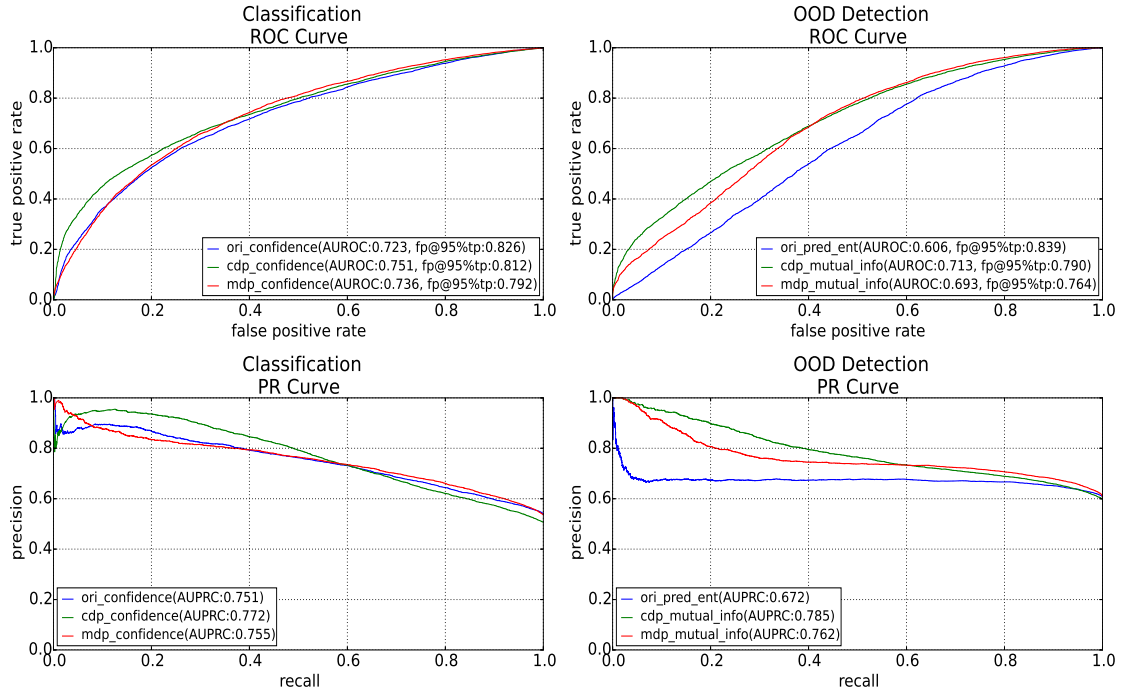 Classification
ROC Curve
1.0
0.8
0.6
0.4
0.2
0.0
true positive rate
ori_confidence(AUROC:0.723, fp@95%tp:0.826)
cdp_confidence(AUROC:0.751, fp@95%tp:0.812)
mdp_confidence(AUROC:0.736, fp@95%tp:0.792)
0.0 0.2 0.4 0.6 0.8 1.0
false positive rate
OOD Detection
ROC Curve
1.0
0.8
0.6
0.4
0.2
0.0
true positive rate
ori_pred_ent(AUROC:0.606, fp@95%tp:0.839)
cdp_mutual_info(AUROC:0.713, fp@95%tp:0.790)
mdp_mutual_info(AUROC:0.693, fp@95%tp:0.764)
0.0 0.2 0.4 0.6 0.8 1.0
false positive rate
Classification
PR Curve
1.0
0.8
0.6
0.4
0.2
0.0
precision
ori_confidence(AUPRC:0.751)
cdp_confidence(AUPRC:0.772)
mdp_confidence(AUPRC:0.755)
0.0 0.2 0.4 0.6 0.8 1.0
recall
OOD Detection
PR Curve
1.0
0.8
0.6
0.4
0.2
0.0
precision
ori_pred_ent(AUPRC:0.672)
cdp_mutual_info(AUPRC:0.785)
mdp_mutual_info(AUPRC:0.762)
0.0 0.2 0.4 0.6 0.8 1.0
recall